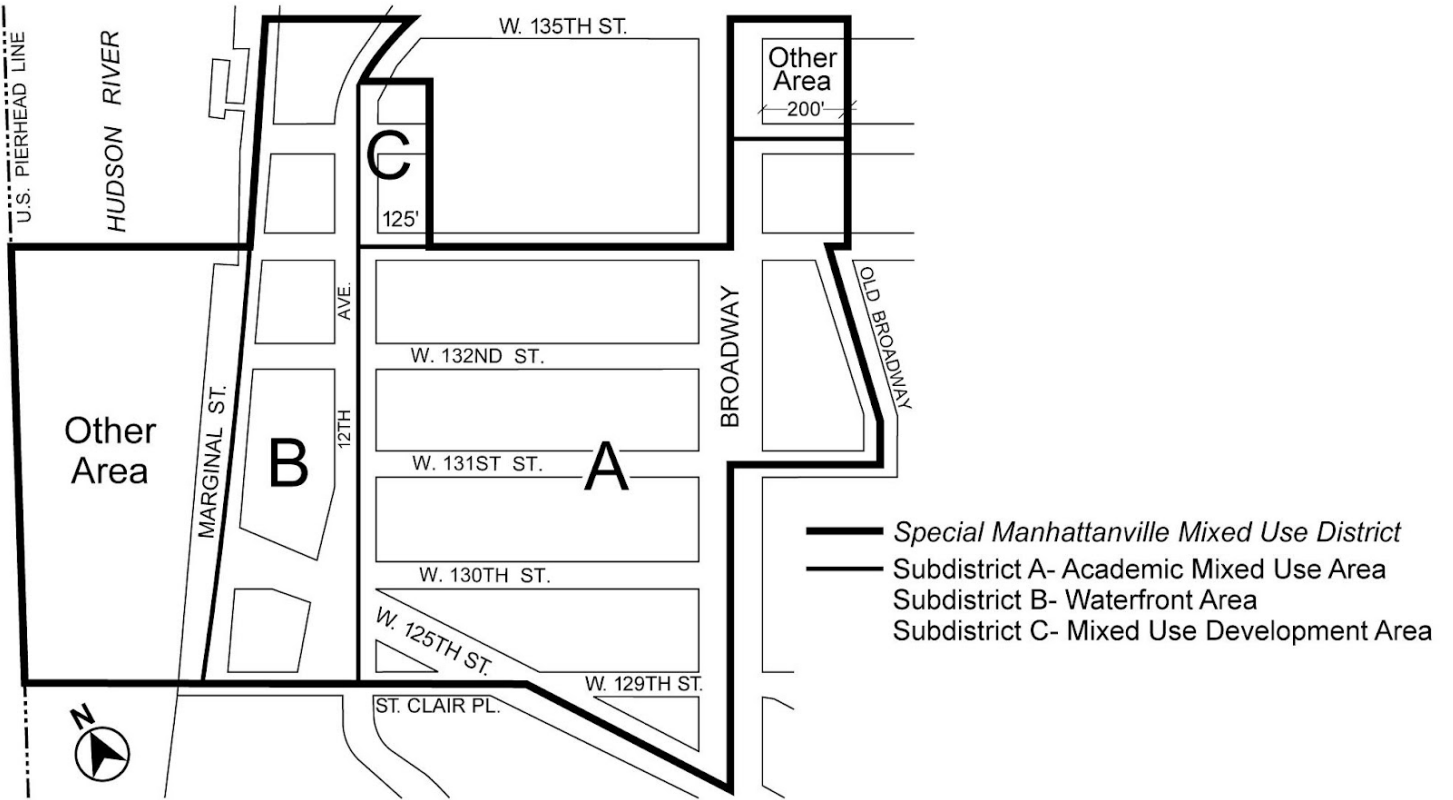 W. 135TH ST.
U.S. PIERHEAD LINE
HUDSON RIVER
Other
Area
200'
C
125'
OLD BROADWAY
12TH AVE.
W. 132ND ST.
BROADWAY
MARGINAL ST.
Other
Area
B
W. 131ST ST.
A
W. 130TH ST.
W. 125TH ST.
W. 129TH ST.
ST. CLAIR PL.
N
Special Manhattanville Mixed Use District
Subdistrict A- Academic Mixed Use Area
Subdistrict B- Waterfront Area
Subdistrict C- Mixed Use Development Area